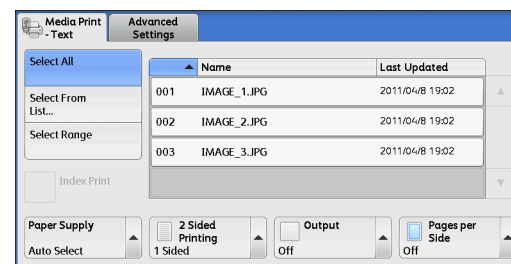 Media Print
- Text
Advanced
Settings
Select All
Select From
List...
Select Range
Index Print
Name Last Updated
001 IMAGE_1.JPG 2011/04/8 19:02
002 IMAGE_2.JPG 2011/04/8 19:02
003 IMAGE_3.JPG 2011/04/8 19:02
Paper Supply
Auto Select
2 Sided
Printing
1 Sided
Output
Off
Pages per
Side
Off